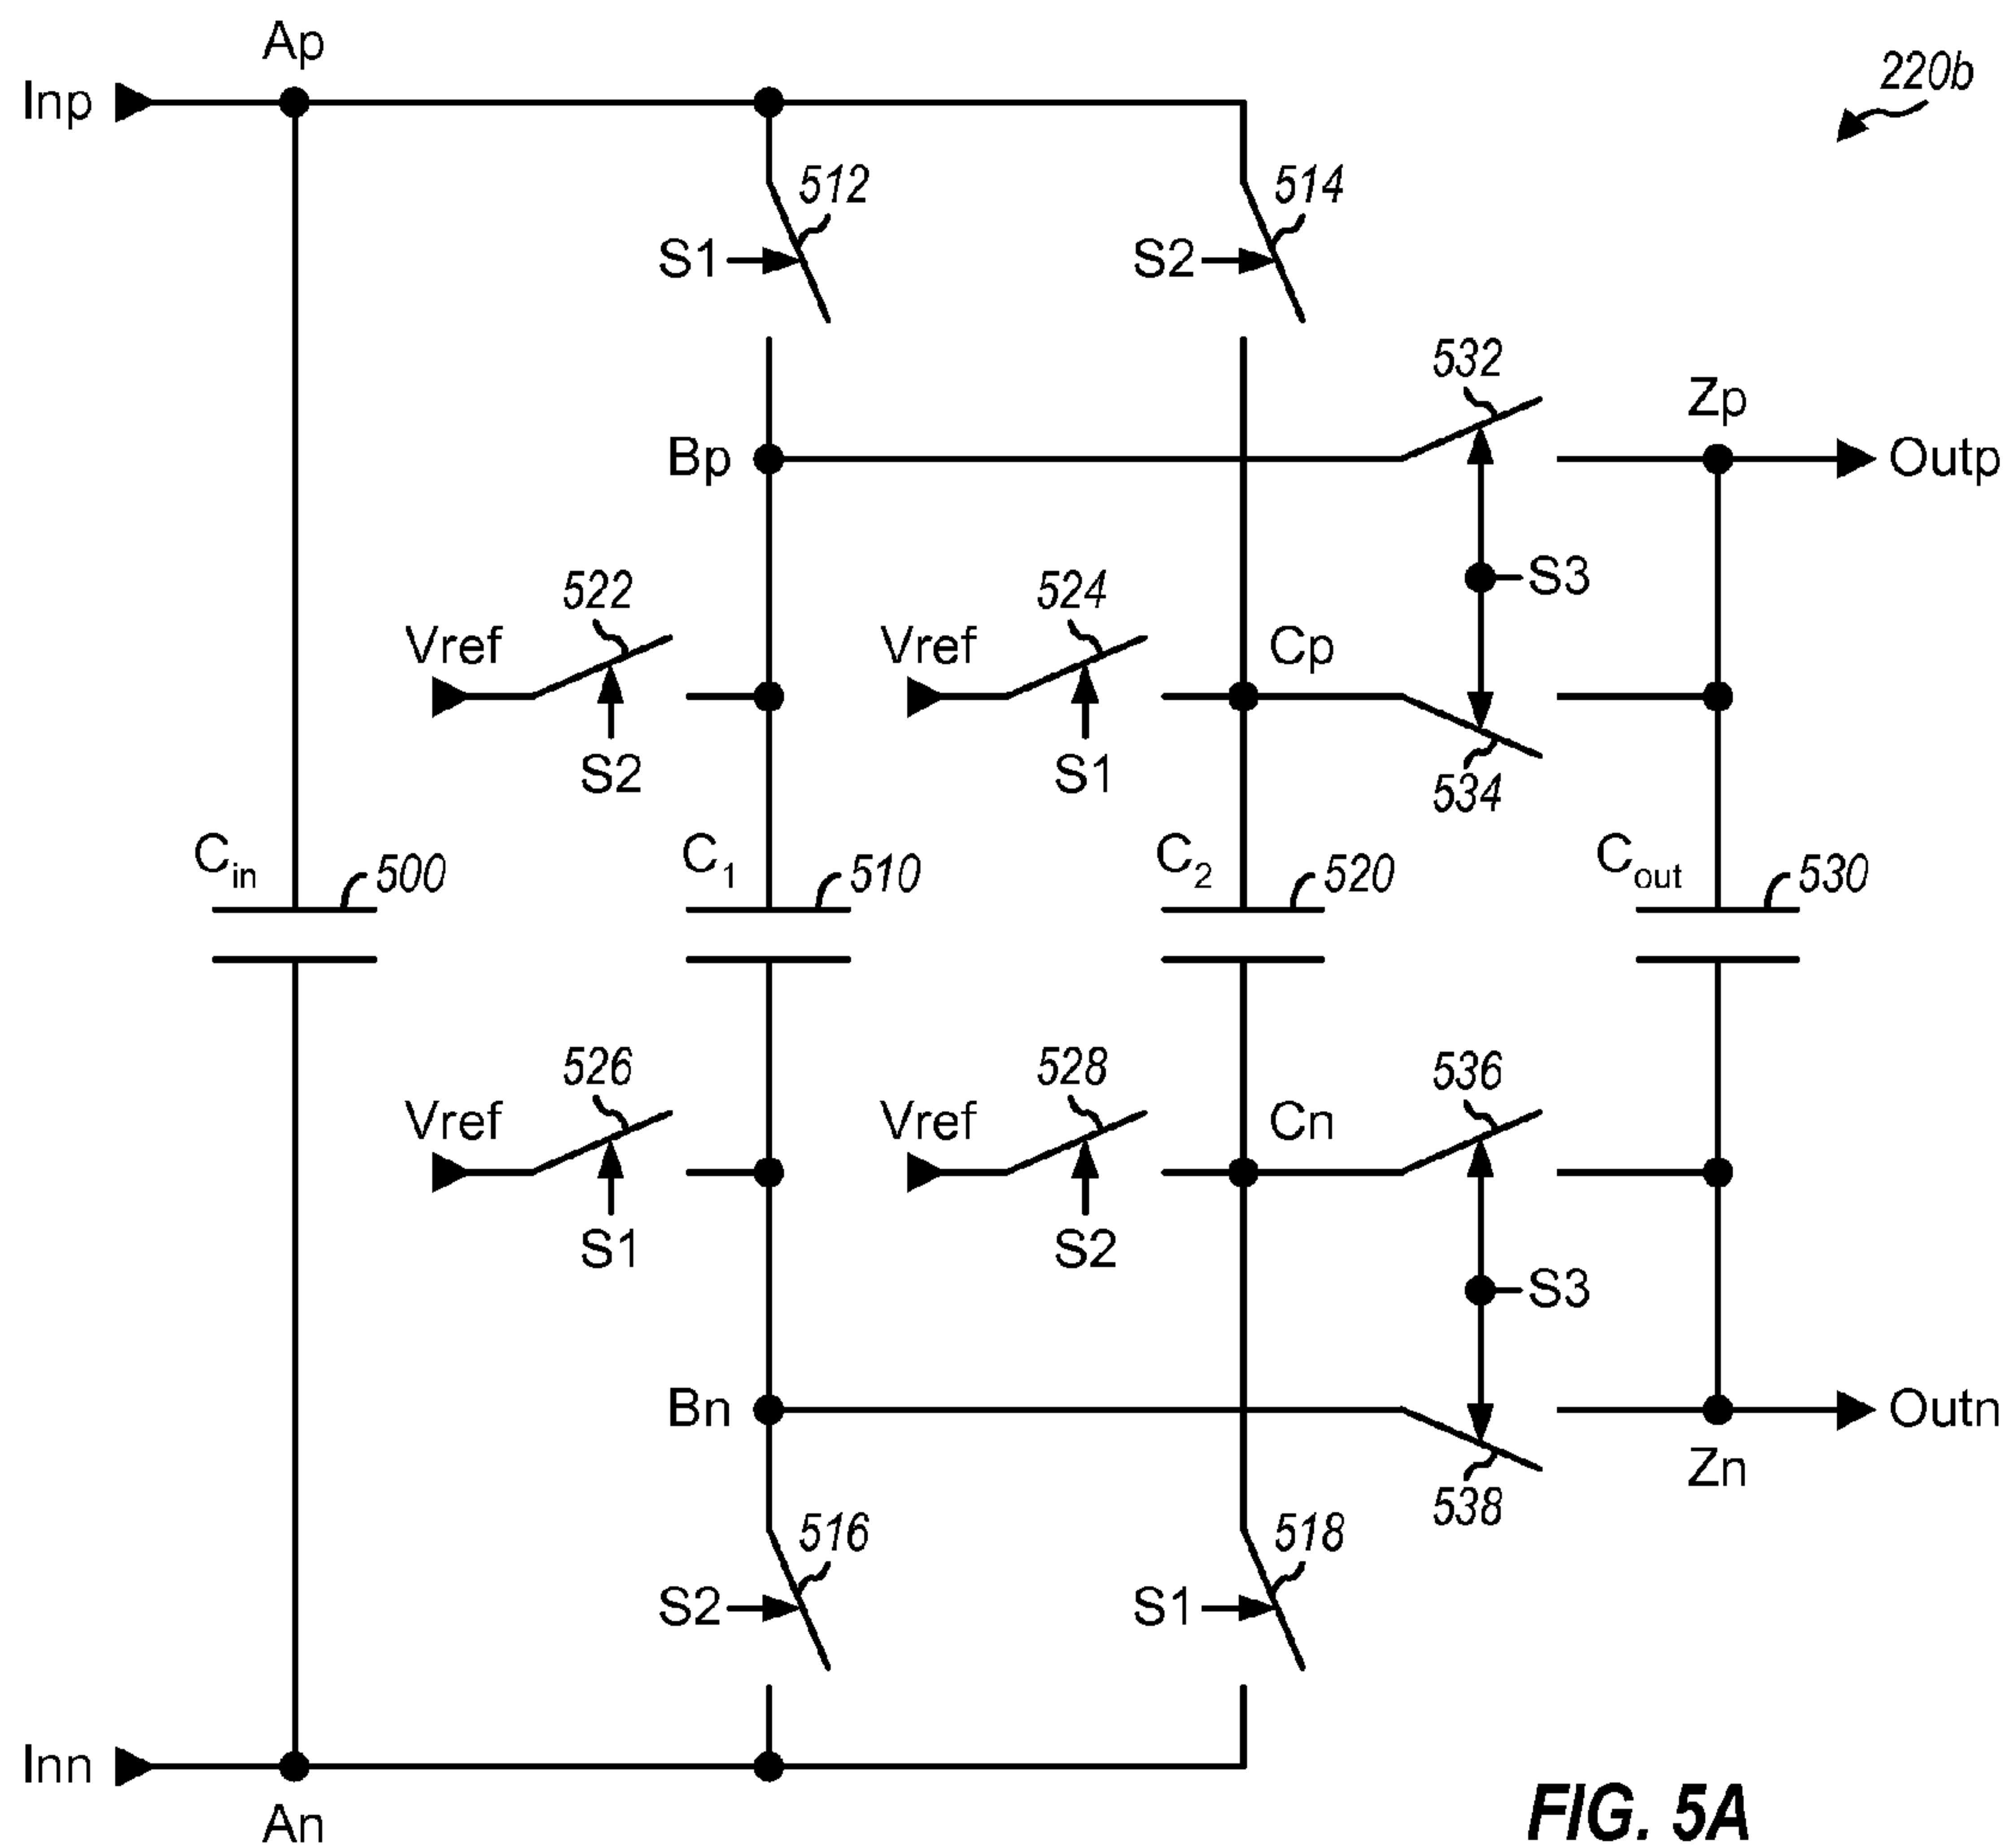 Ap
220b
Inp
512
514
S1
S2
532
Zp
Bp
Outp
522
524
S3
Vref
Vref
Cp
S2
S1
534
Cin
500
C1
510
C2
520
Cout
530
526
528
536
Vref
Vref
Cn
S1
S2
S3
Bn
Outn
Zn
538
516
518
S2
S1
Inn
An
FIG. 5A